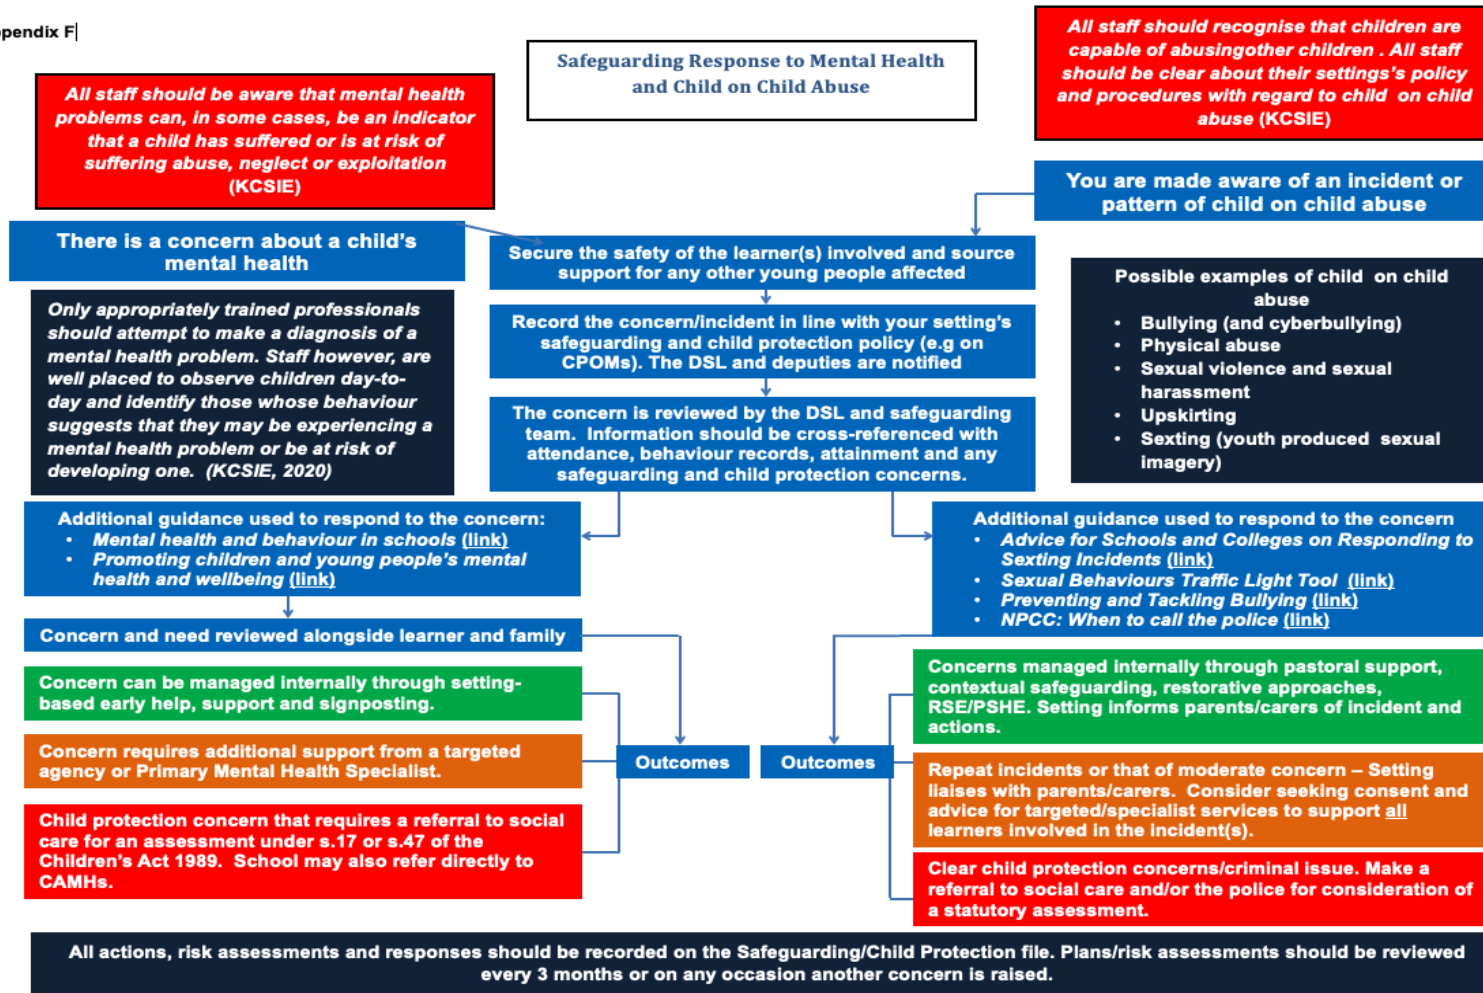 pendix F
Safeguarding Response to Mental Health
and Child on Child Abuse
All staff should be aware that mental health
problems can, in some cases, be an indicator
that a child has suffered or is at risk of
suffering abuse, neglect or exploitation
(KCSIE)
All staff should recognise that children are
capable of abusingother children . All staff
should be clear about their settings's policy
and procedures with regard to child on child
abuse (KCSIE)
There is a concern about a child's
mental health
You are made aware of an incident or
pattern of child on child abuse
Secure the safety of the learner(s) involved and source
support for any other young people affected
Only appropriately trained professionals
should attempt to make a diagnosis of a
mental health problem. Staff however, are
well placed to observe children day-to-
day and identify those whose behaviour
suggests that they may be experiencing a
mental health problem or be at risk of
developing one. (KCSIE, 2020)
Record the concern/incident in line with your setting's
safeguarding and child protection policy (e.g on
CPOMs). The DSL and deputies are notified
The concern is reviewed by the DSL and safeguarding
team. Information should be cross-referenced with
attendance, behaviour records, attainment and any
safeguarding and child protection concerns.
Possible examples of child on child
abuse
• Bullying (and cyberbullying)
• Physical abuse
• Sexual violence and sexual
harassment
• Upskirting
• Sexting (youth produced sexual
imagery)
Additional guidance used to respond to the concern:
• Mental health and behaviour in schools (link)
• Promoting children and young people's mental
health and wellbeing (link)
Additional guidance used to respond to the concern
• Advice for Schools and Colleges on Responding to
Sexting Incidents (link)
• Sexual Behaviours Traffic Light Tool (link)
• Preventing and Tackling Bullying (link)
• NPCC: When to call the police (link)
Concern and need reviewed alongside learner and family
Concern can be managed internally through setting-
based early help, support and signposting.
Concern requires additional support from a targeted
agency or Primary Mental Health Specialist.
Child protection concern that requires a referral to social
care for an assessment under s.17 or s.47 of the
Children's Act 1989. School may also refer directly to
CAMHs.
Outcomes
Outcomes
Concerns managed internally through pastoral support,
contextual safeguarding, restorative approaches,
RSE/PSHE. Setting informs parents/carers of incident and
actions.
Repeat incidents or that of moderate concern – Setting
liaises with parents/carers. Consider seeking consent and
advice for targeted/specialist services to support all
learners involved in the incident(s).
Clear child protection concerns/criminal issue. Make a
referral to social care and/or the police for consideration of
a statutory assessment.
All actions, risk assessments and responses should be recorded on the Safeguarding/Child Protection file. Plans/risk assessments should be reviewed
every 3 months or on any occasion another concern is raised.